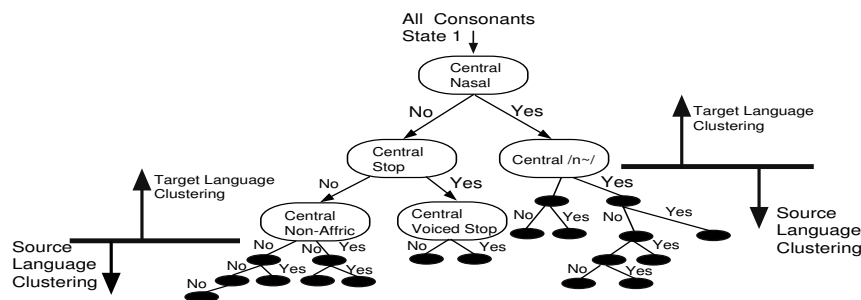 All Consonants
State 1
Central
Nasal
No
Yes
Target Language
Clustering
Central
Stop
Central /n~/
Target Language
Clustering
No
Yes
Yes
Central
Non-Affric
Central
Voiced Stop
No
Yes
No
Yes
Source
Language
Clustering
Source
Language
Clustering
No
Yes
No
Yes
No
Yes
No
Yes
No
Yes
No
Yes
No
Yes